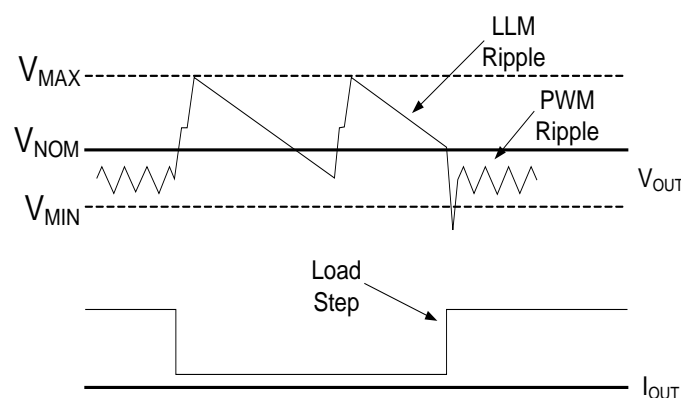 LLM
Ripple
VMAX
PWM
Ripple
VNOM
VOUT
VMIN
Load
Step
IOUT